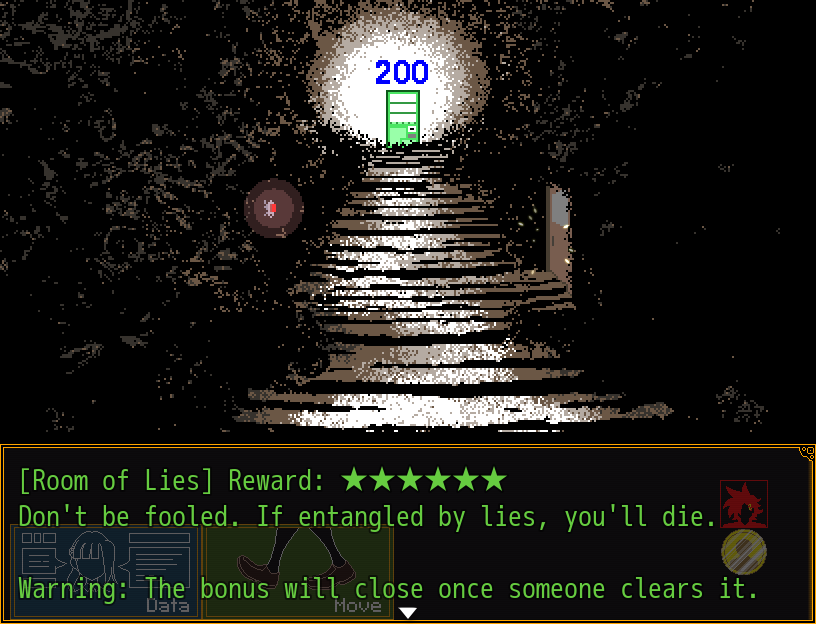 200
[Room of Lies] Reward: ★★★★★★
Don't be fooled. If entangled by lies, you'll die.
Warning: The bonus will close once someone clears it.
Data
Move